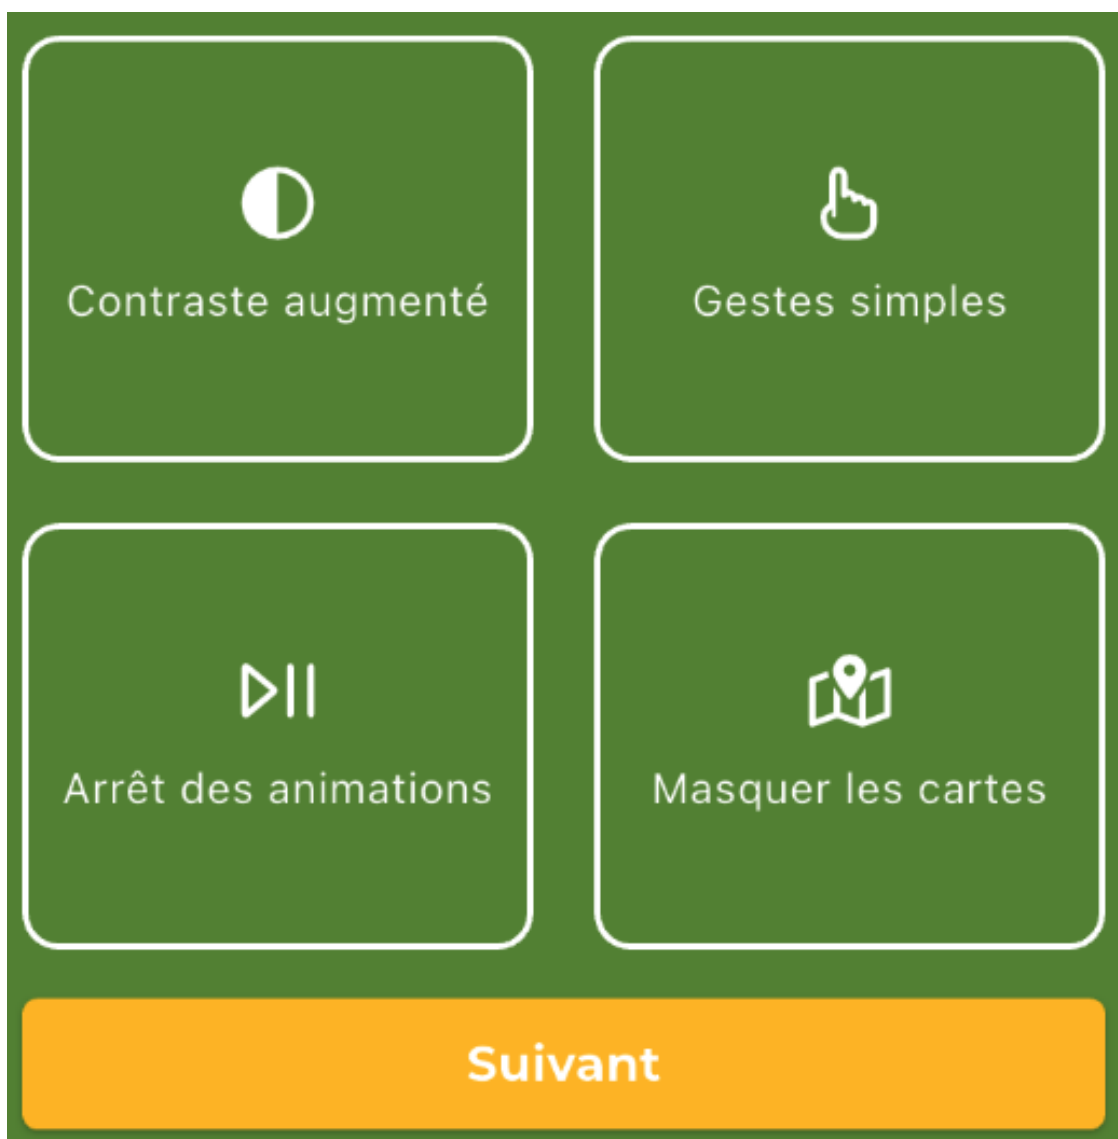 Contraste augmenté
Gestes simples
Arrêt des animations
Masquer les cartes
Suivant